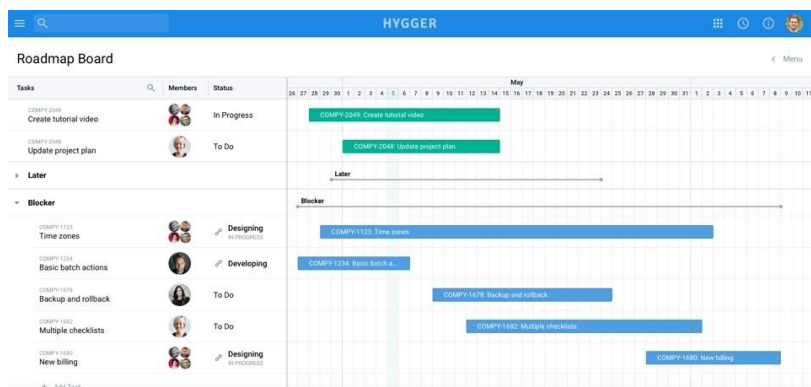 HYGGER
Roadmap Board
Menu
Tasks Members Status
May
26 27 28 29 30 1 2 3 4 5 6 7 8 9 10 11 12 13 14 15 16 17 18 19 20 21 22 23 24 25 26 27 28 29 30 31 1 2 3 4 5 6 7 8 9 10 11
COMPY-2049
Create tutorial video
In Progress
COMPY-2049: Create tutorial video
COMPY-2048
Update project plan
To Do
COMPY-2048: Update project plan
Later
Later
Blocker
Blocker
COMPY-1123
Time zones
Designing
IN PROGRESS
COMPY-1123: Time zones
COMPY-1234
Basic batch actions
Developing
COMPY-1234: Basic batch a...
COMPY-1678
Backup and rollback
To Do
COMPY-1678: Backup and rollback
COMPY-1682
Multiple checklists
To Do
COMPY-1682: Multiple checklists
COMPY-1680
New billing
Designing
IN PROGRESS
COMPY-1680: New billing
+ Add Task